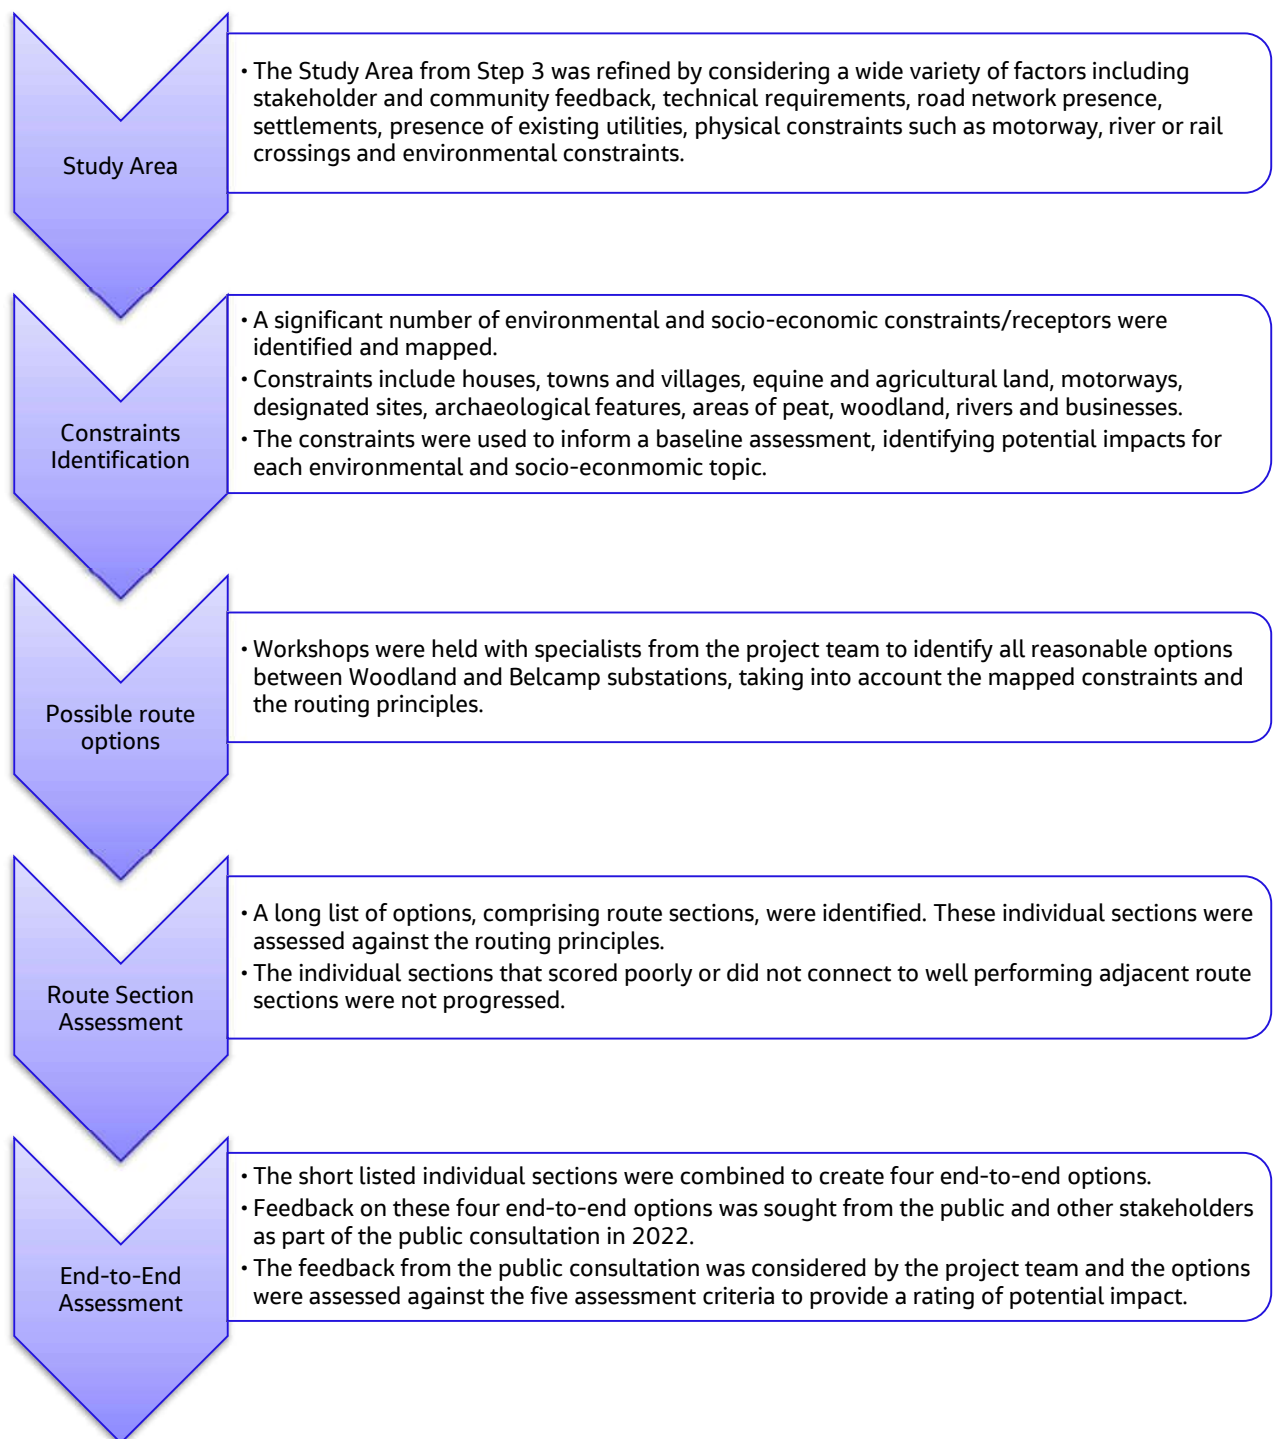 Study Area
• The Study Area from Step 3 was refined by considering a wide variety of factors including
stakeholder and community feedback, technical requirements, road network presence,
settlements, presence of existing utilities, physical constraints such as motorway, river or rail
crossings and environmental constraints.
Constraints
Identification
• A significant number of environmental and socio-economic constraints/receptors were
identified and mapped.
• Constraints include houses, towns and villages, equine and agricultural land, motorways,
designated sites, archaeological features, areas of peat, woodland, rivers and businesses.
• The constraints were used to inform a baseline assessment, identifying potential impacts for
each environmental and socio-econmomic topic.
Possible route
options
• Workshops were held with specialists from the project team to identify all reasonable options
between Woodland and Belcamp substations, taking into account the mapped constraints and
the routing principles.
Route Section
Assessment
• A long list of options, comprising route sections, were identified. These individual sections were
assessed against the routing principles.
• The individual sections that scored poorly or did not connect to well performing adjacent route
sections were not progressed.
End-to-End
Assessment
• The short listed individual sections were combined to create four end-to-end options.
• Feedback on these four end-to-end options was sought from the public and other stakeholders
as part of the public consultation in 2022.
• The feedback from the public consultation was considered by the project team and the options
were assessed against the five assessment criteria to provide a rating of potential impact.